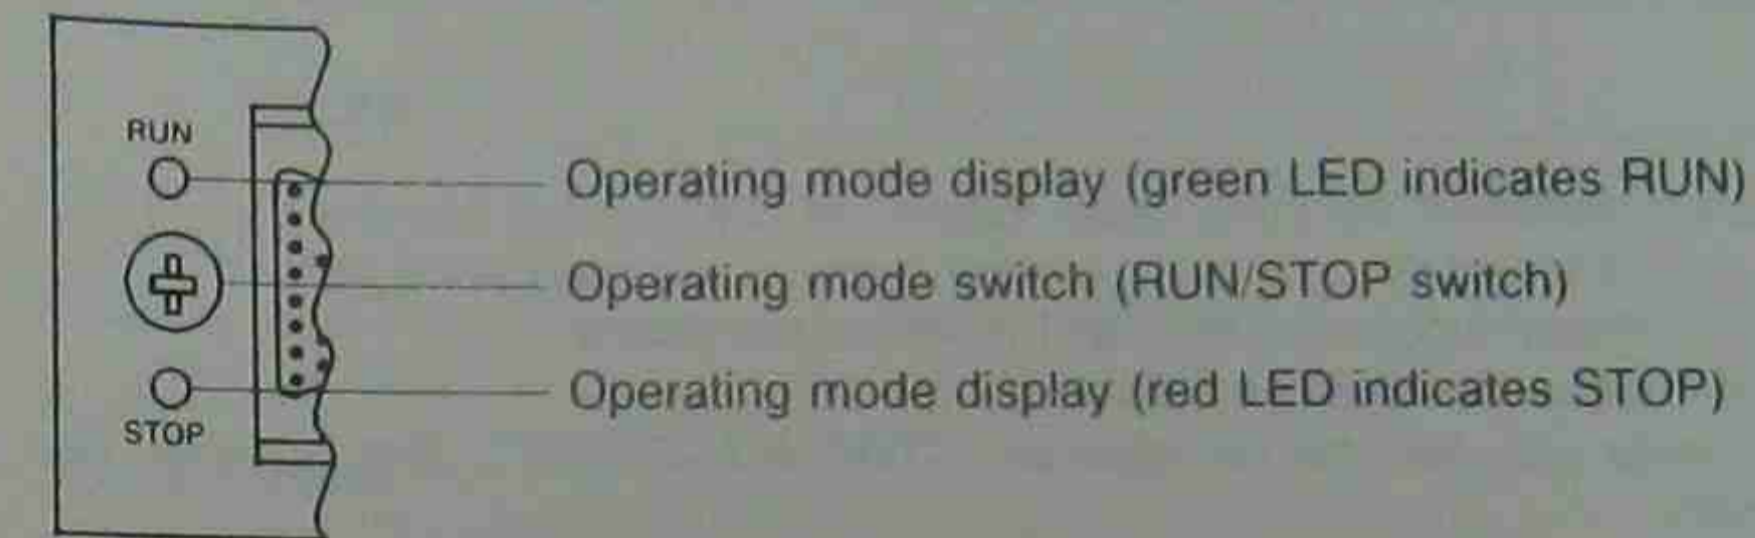 RUN
Operating mode display (green LED indicates RUN)
Operating mode switch (RUN/STOP switch)
Operating mode display (red LED indicates STOP)
STOP